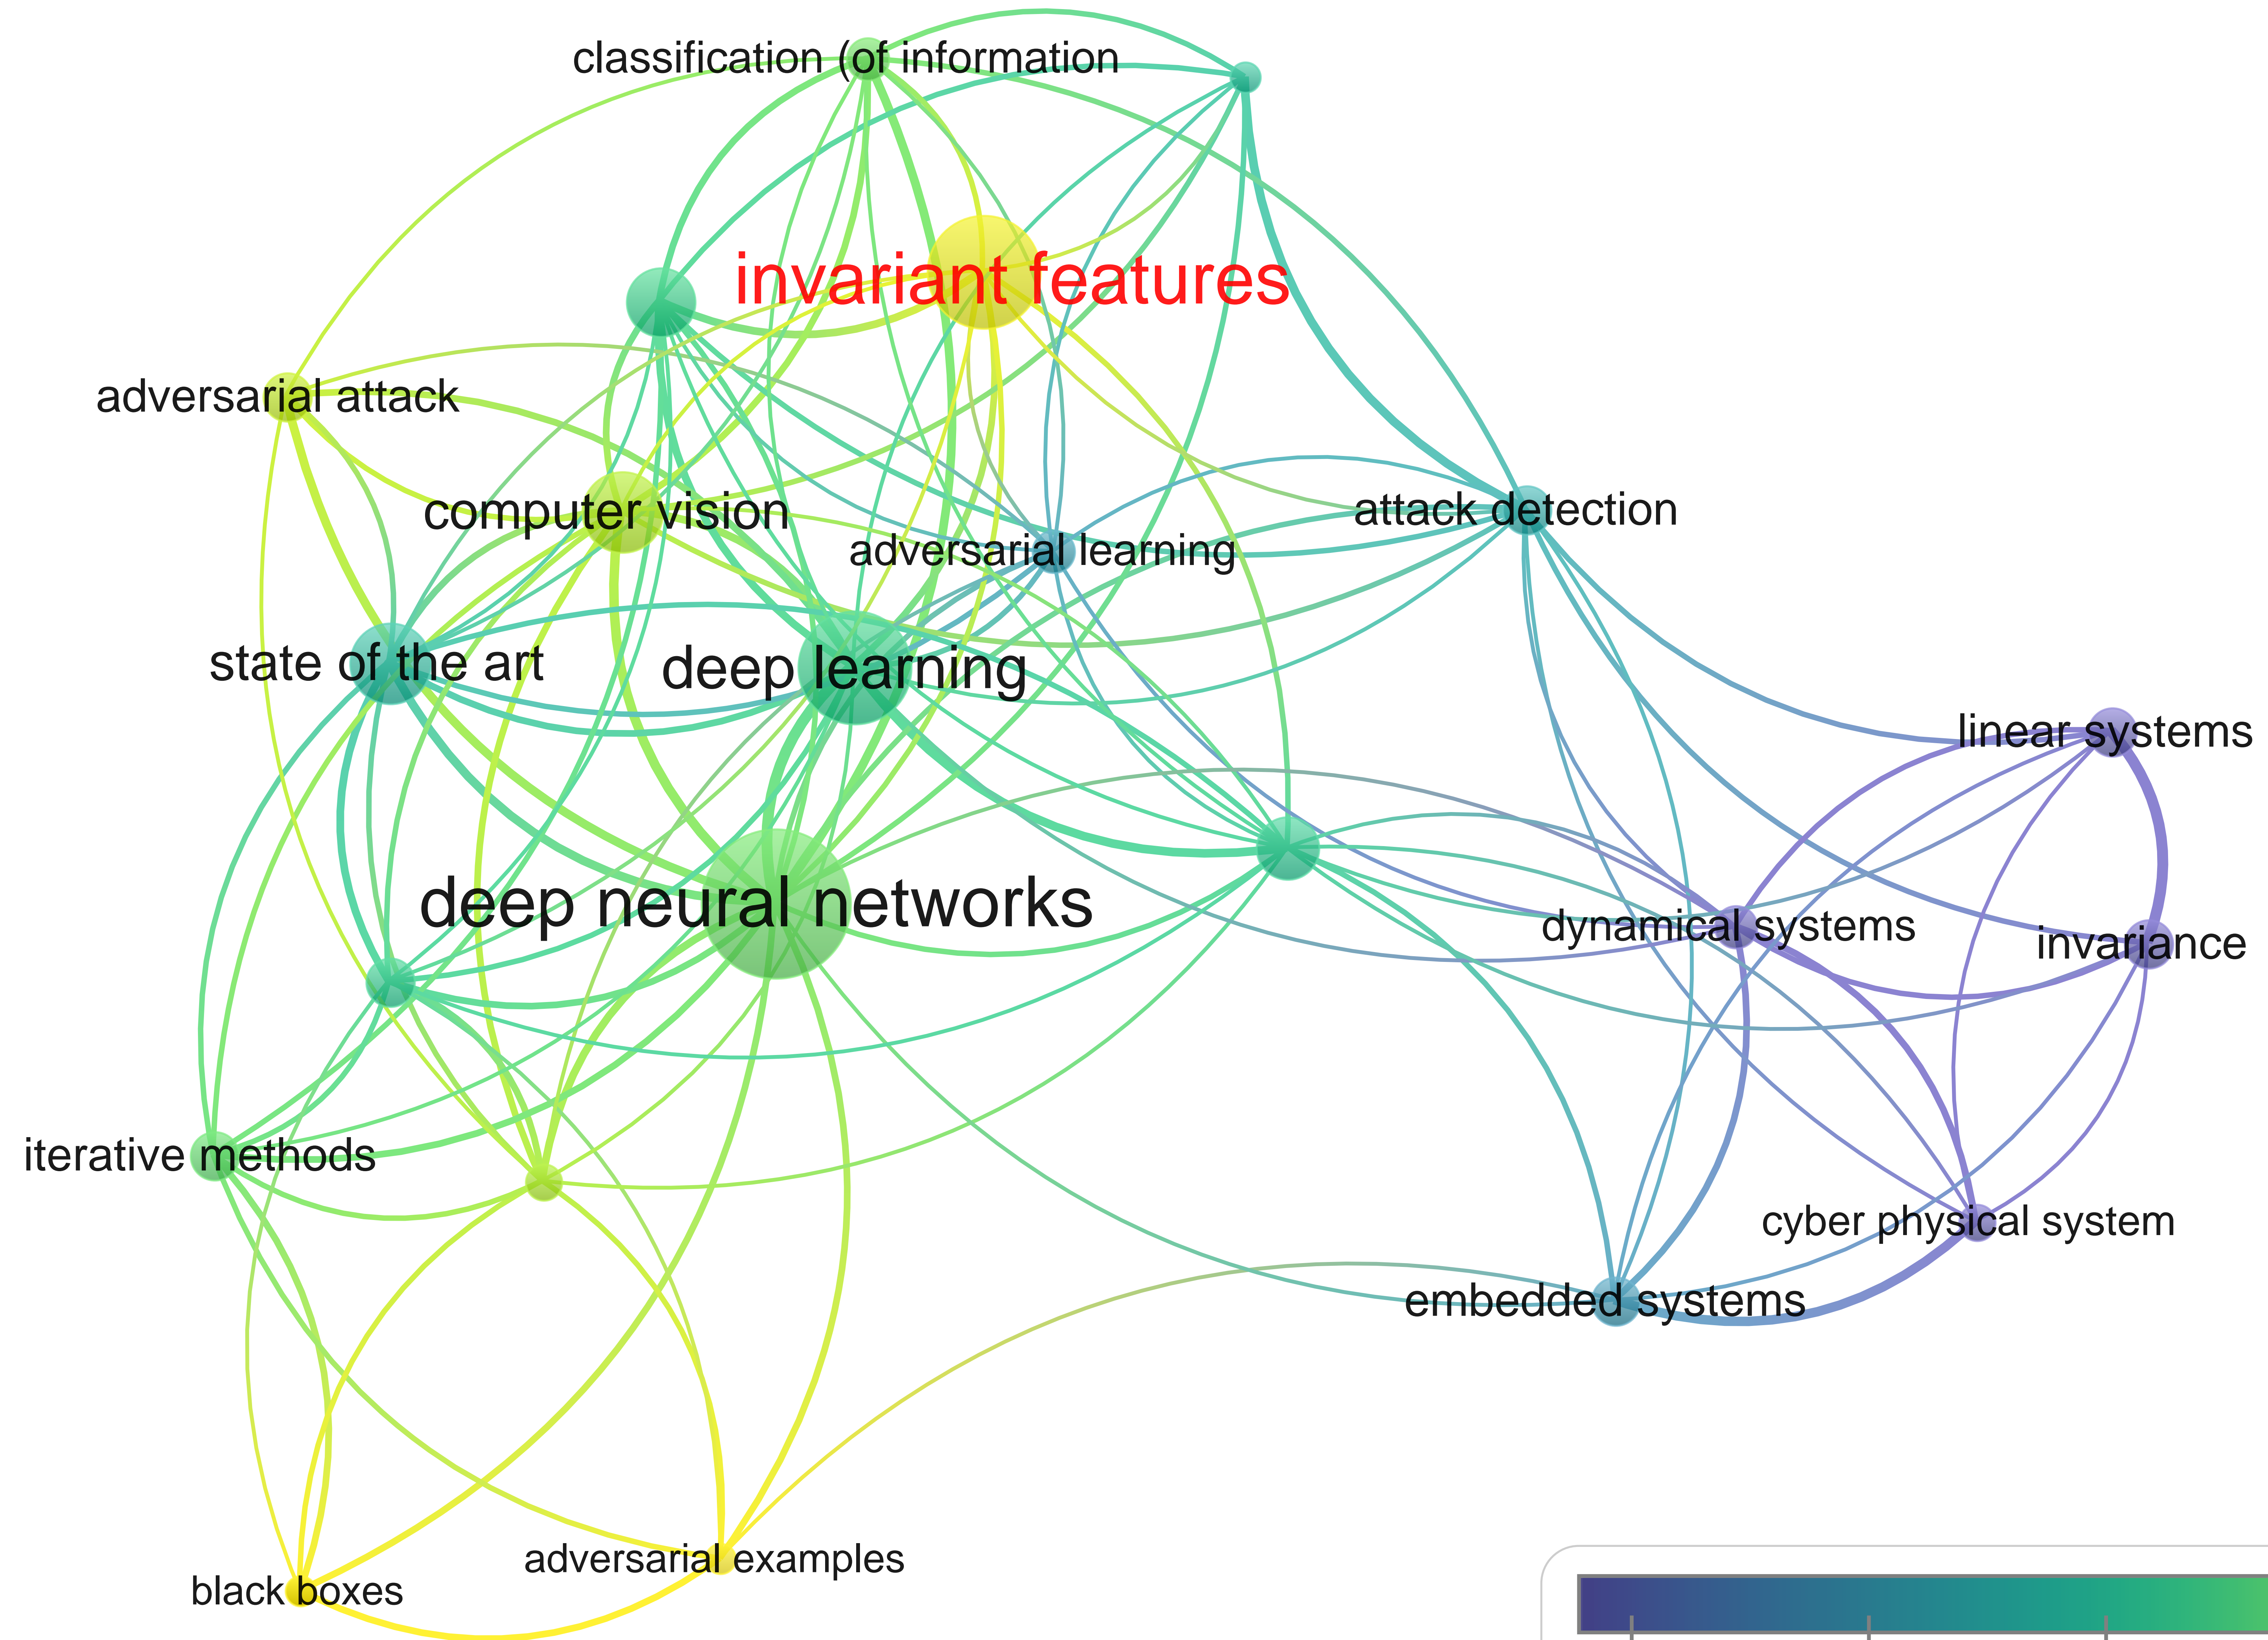 classification (of information
invariant features
adversarial attack
computer vision
attack detection
adversarial learning
state of the art
deep learning
linear systems
deep neural networks
dynamical systems
invariance
iterative methods
cyber physical system
embedded systems
adversarial examples
black boxes